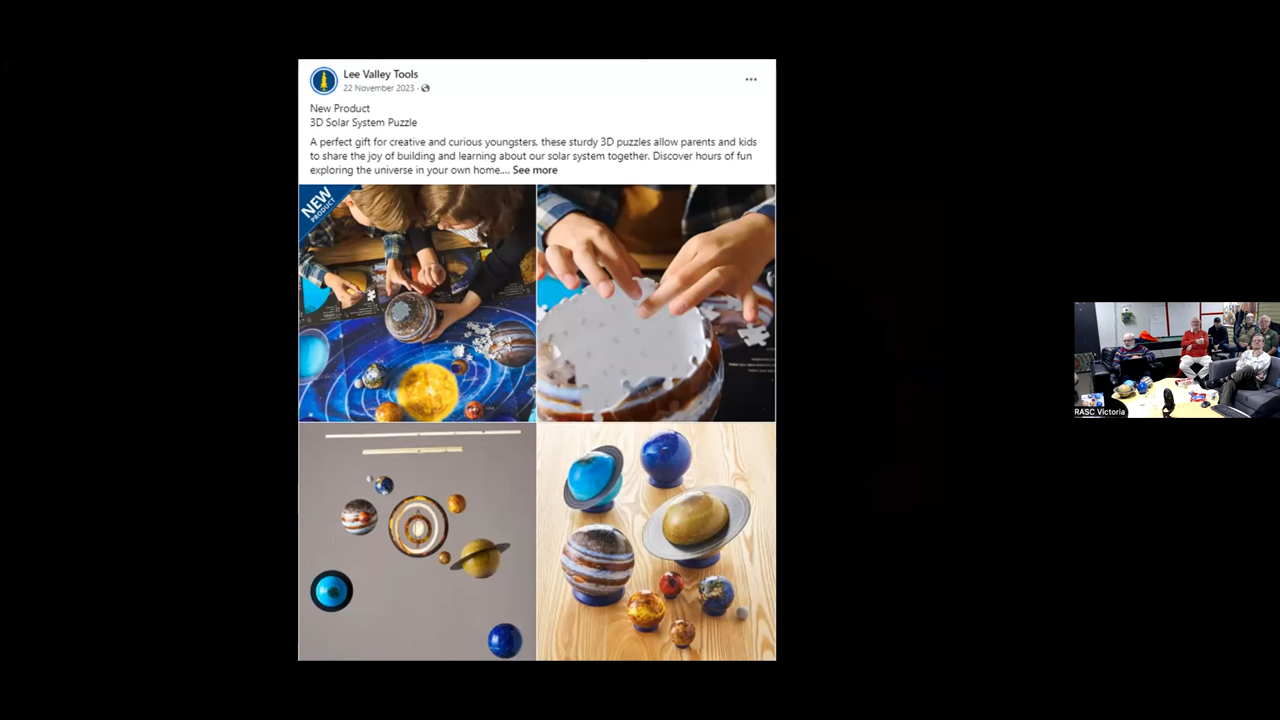 Lee Valley Tools
22 November 2023 ·
New Product
3D Solar System Puzzle
A perfect gift for creative and curious youngsters, these sturdy 3D puzzles allow parents and kids
to share the joy of building and learning about our solar system together. Discover hours of fun
exploring the universe in your own home.... See more
NEW
PRODUCT
RASC Victoria